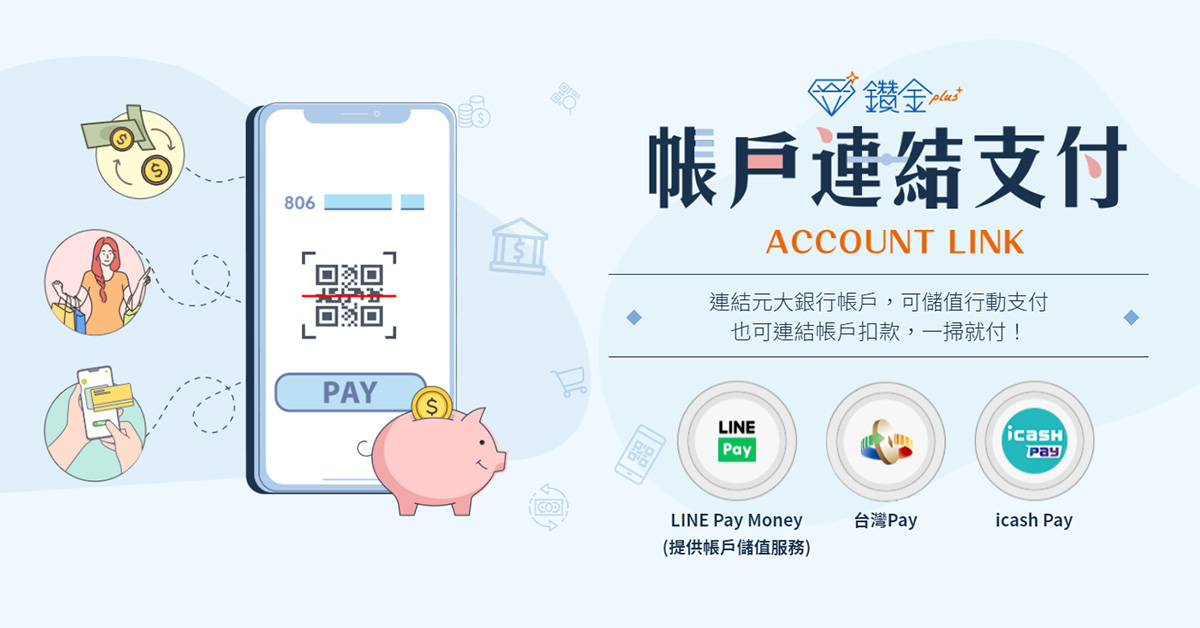 鑽金plus+
帳戶連結支付
ACCOUNT LINK
連結元大銀行帳戶，可儲值行動支付
也可連結帳戶扣款，一掃就付！
806
PAY
LINE
Pay
icash
Pay
LINE Pay Money
(提供帳戶儲值服務)
台灣Pay
icash Pay